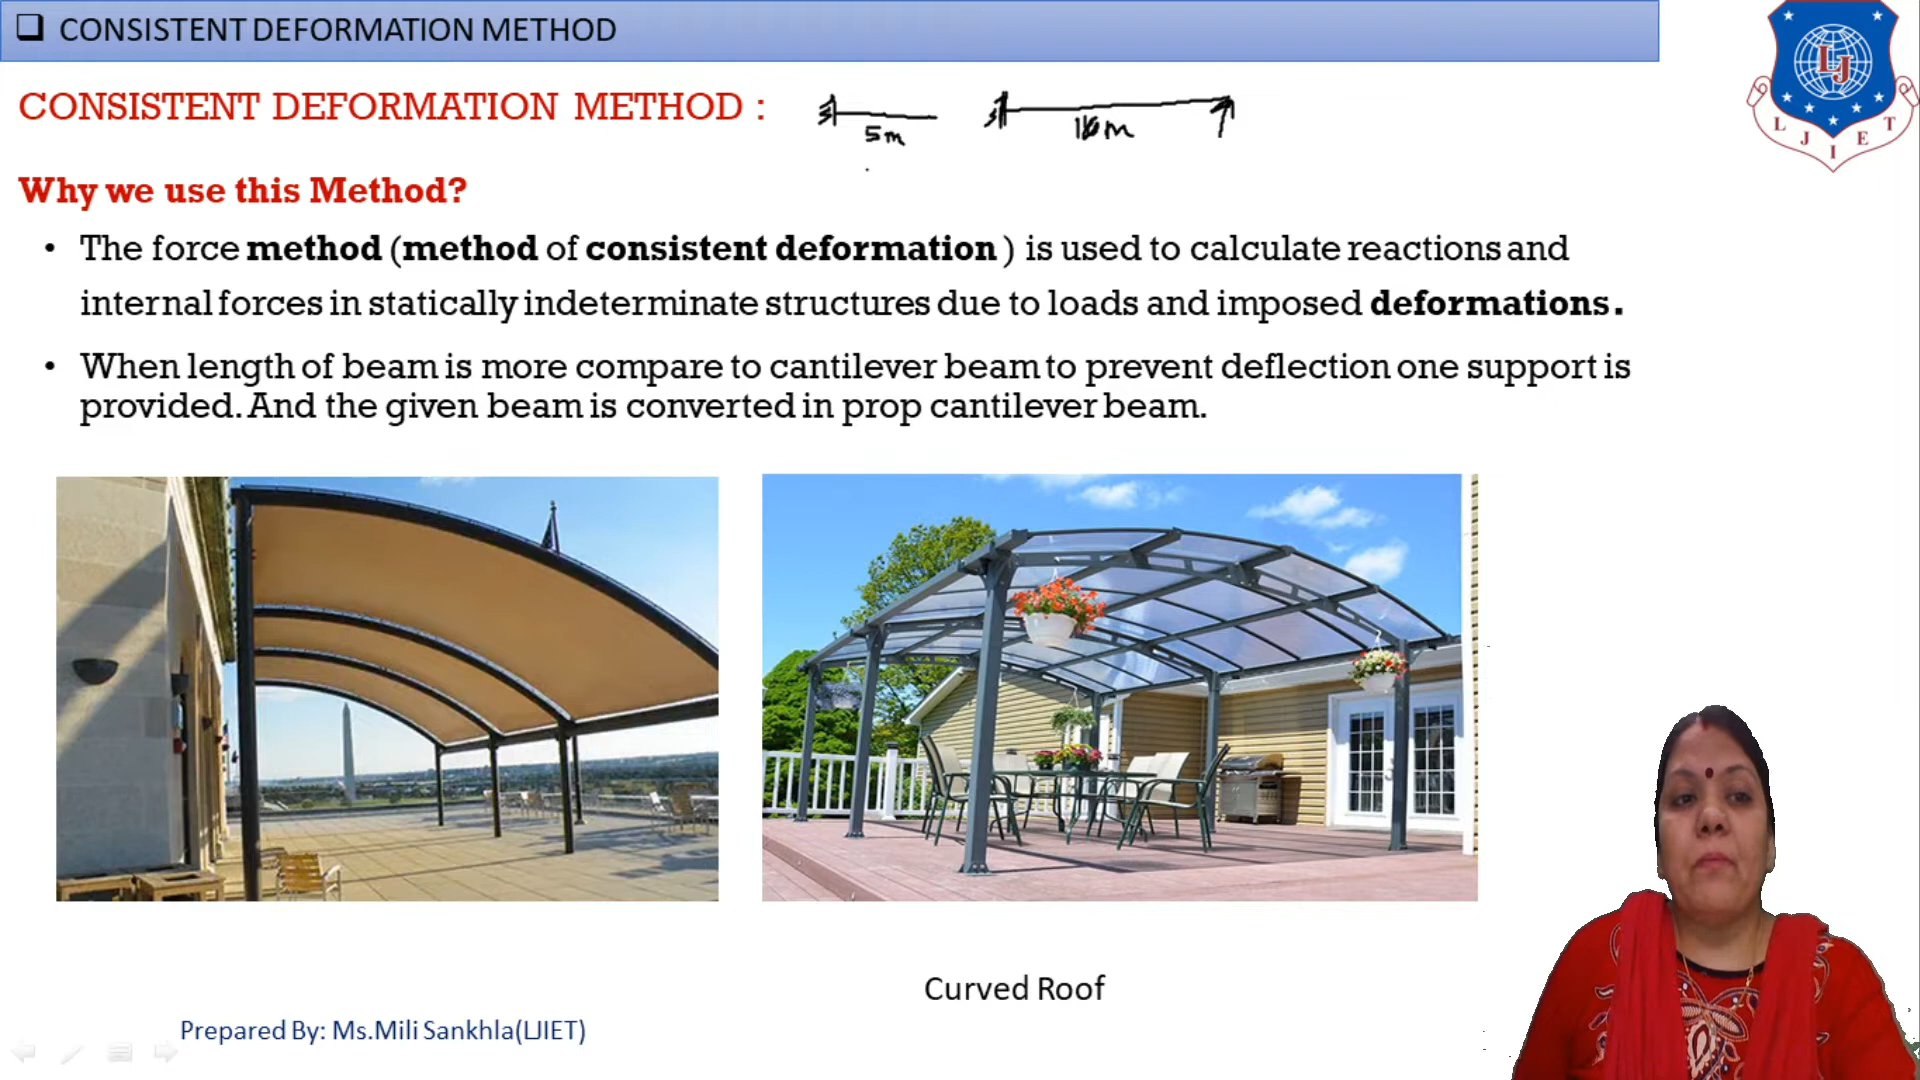 ❑ CONSISTENT DEFORMATION METHOD
CONSISTENT DEFORMATION METHOD :
5m
Why we use this Method?
• The force method (method of consistent deformation ) is used to calculate reactions and
internal forces in statically indeterminate structures due to loads and imposed deformations.
• When length of beam is more compare to cantilever beam to prevent deflection one support is
provided. And the given beam is converted in prop cantilever beam.
Curved Roof
Prepared By: Ms.Mili Sankhla(LJIET)
LJ
L J I E T